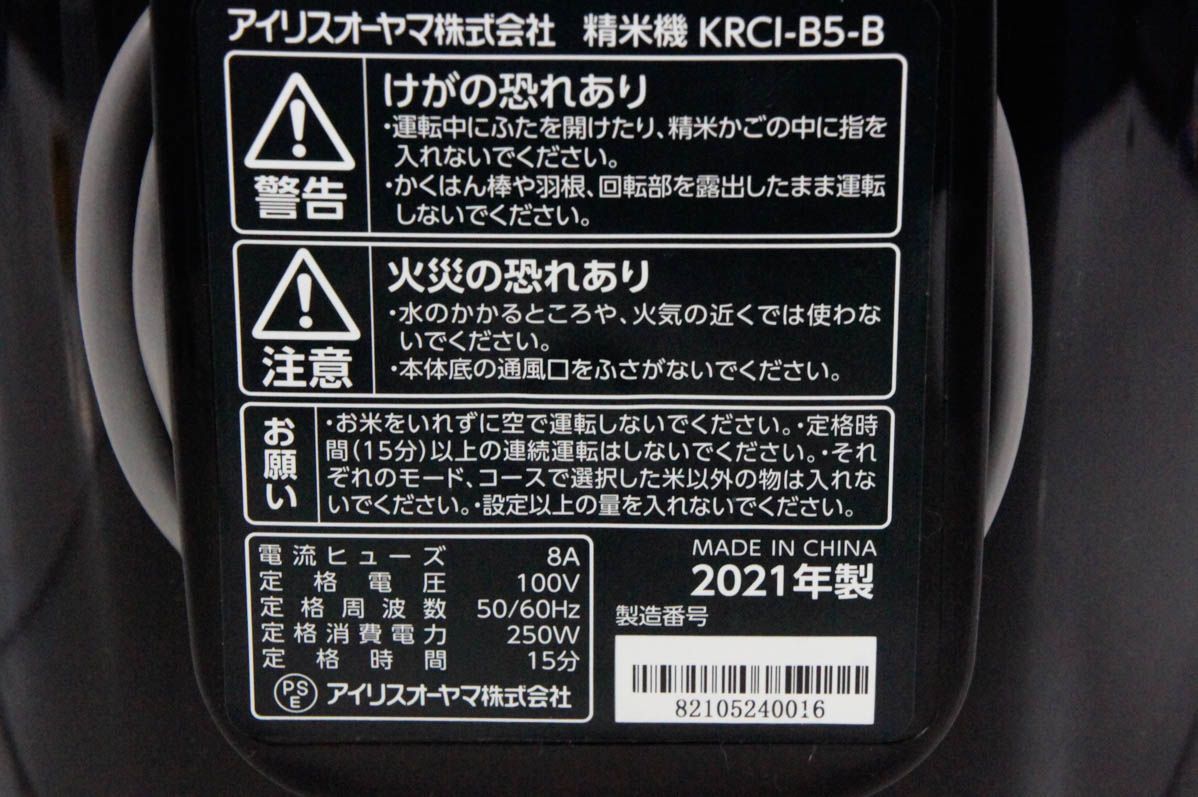 アイリスオーヤマ株式会社 精米機 KRCI-B5-B
警告
けがの恐れあり
・運転中にふたを開けたり、精米かごの中に指を
入れないでください。
・かくはん棒や羽根、回転部を露出したまま運転
しないでください。
注意
火災の恐れあり
・水のかかるところや、火気の近くでは使わな
いでください。
・本体底の通風口をふさがないでください。
お願い
・お米をいれずに空で運転しないでください。・定格時
間(15分)以上の連続運転はしないでください。・それ
ぞれのモード、コースで選択した米以外の物は入れな
いでください。・設定以上の量を入れないでください。
電流ヒューズ 8A
定格電圧 100V
定格周波数 50/60Hz
定格消費電力 250W
定格時間 15分
PSE アイリスオーヤマ株式会社
MADE IN CHINA
2021年製
製造番号
82105240016